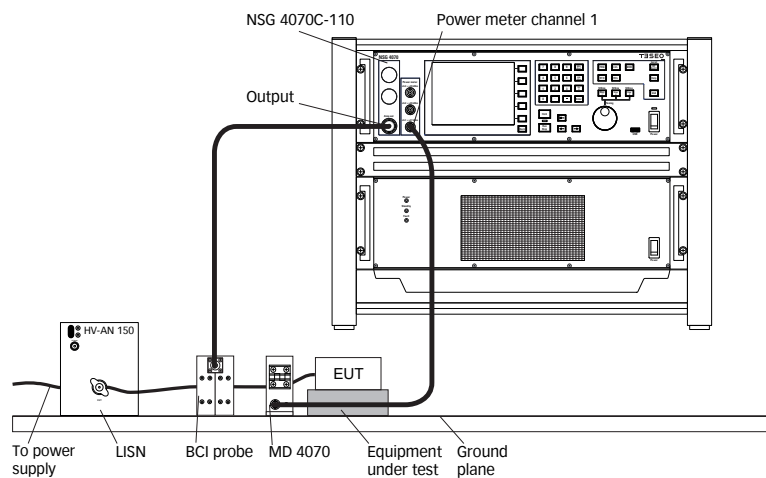 NSG 4070C-110
Power meter channel 1
NSG 4070
TESEQ
Output
HV-AN 150
EUT
To power
supply
LISN
BCI probe
MD 4070
Equipment
under test
Ground
plane